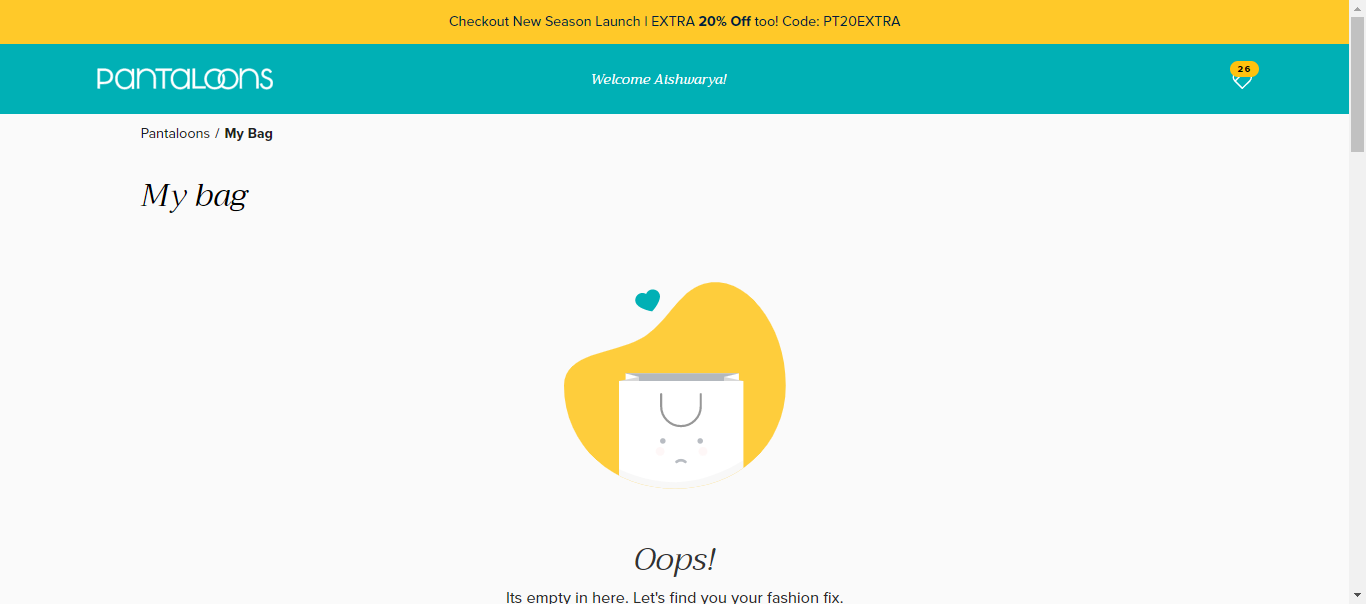 Checkout New Season Launch | EXTRA 20% Off too! Code: PT20EXTRA
PANTALOONS
Welcome Aishwarya!
26
Pantaloons / My Bag
My bag
Oops!
Its empty in here. Let's find you your fashion fix.